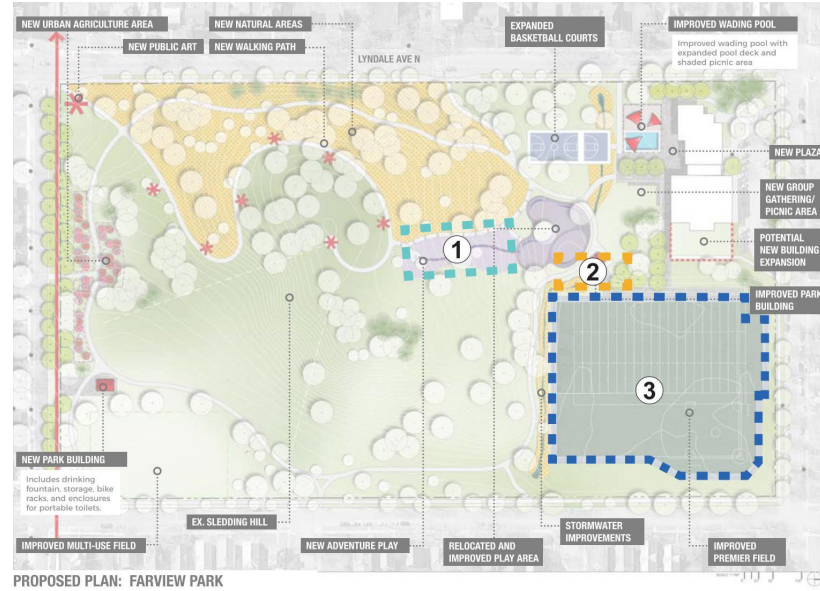 NEW URBAN AGRICULTURE AREA
NEW NATURAL AREAS
EXPANDED
BASKETBALL COURTS
IMPROVED WADING POOL
Improved wading pool with
expanded pool deck and
shaded picnic area
NEW PUBLIC ART
NEW WALKING PATH
LYNDALE AVE N
NEW PLAZA
NEW GROUP
GATHERING/
PICNIC AREA
POTENTIAL
NEW BUILDING
EXPANSION
1
2
IMPROVED PARK
BUILDING
3
NEW PARK BUILDING
Includes drinking
fountain, storage, bike
racks, and enclosures
for portable toilets.
EX. SLEDDING HILL
STORMWATER
IMPROVEMENTS
IMPROVED MULTI-USE FIELD
NEW ADVENTURE PLAY
RELOCATED AND
IMPROVED PLAY AREA
IMPROVED
PREMIER FIELD
PROPOSED PLAN: FARVIEW PARK